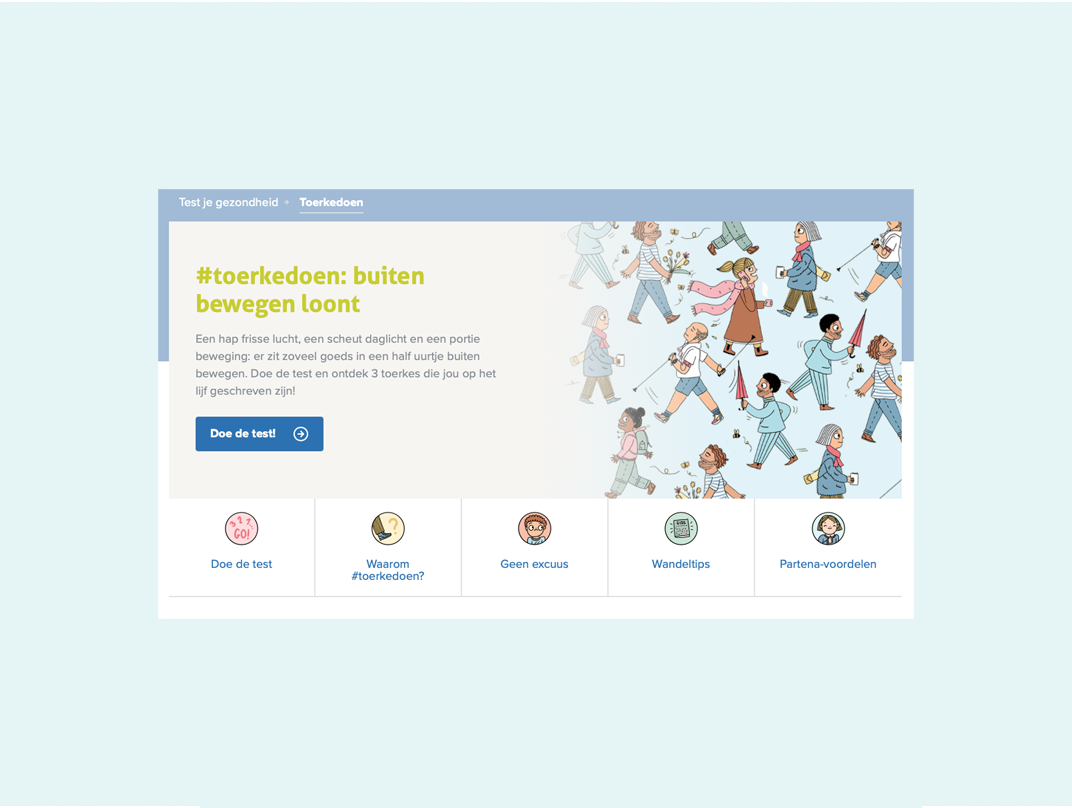 Test je gezondheid
Toerkedoen
#toerkedoen: buiten
bewegen loont
Een hap frisse lucht, een scheut daglicht en een portie
beweging: er zit zoveel goeds in een half uurtje buiten
bewegen. Doe de test en ontdek 3 toerkes die jou op het
lijf geschreven zijn!
Doe de test!
3 2 1
GO!
Doe de test
?
Waarom
#toerkedoen?
Geen excuus
Wandeltips
Partena-voordelen